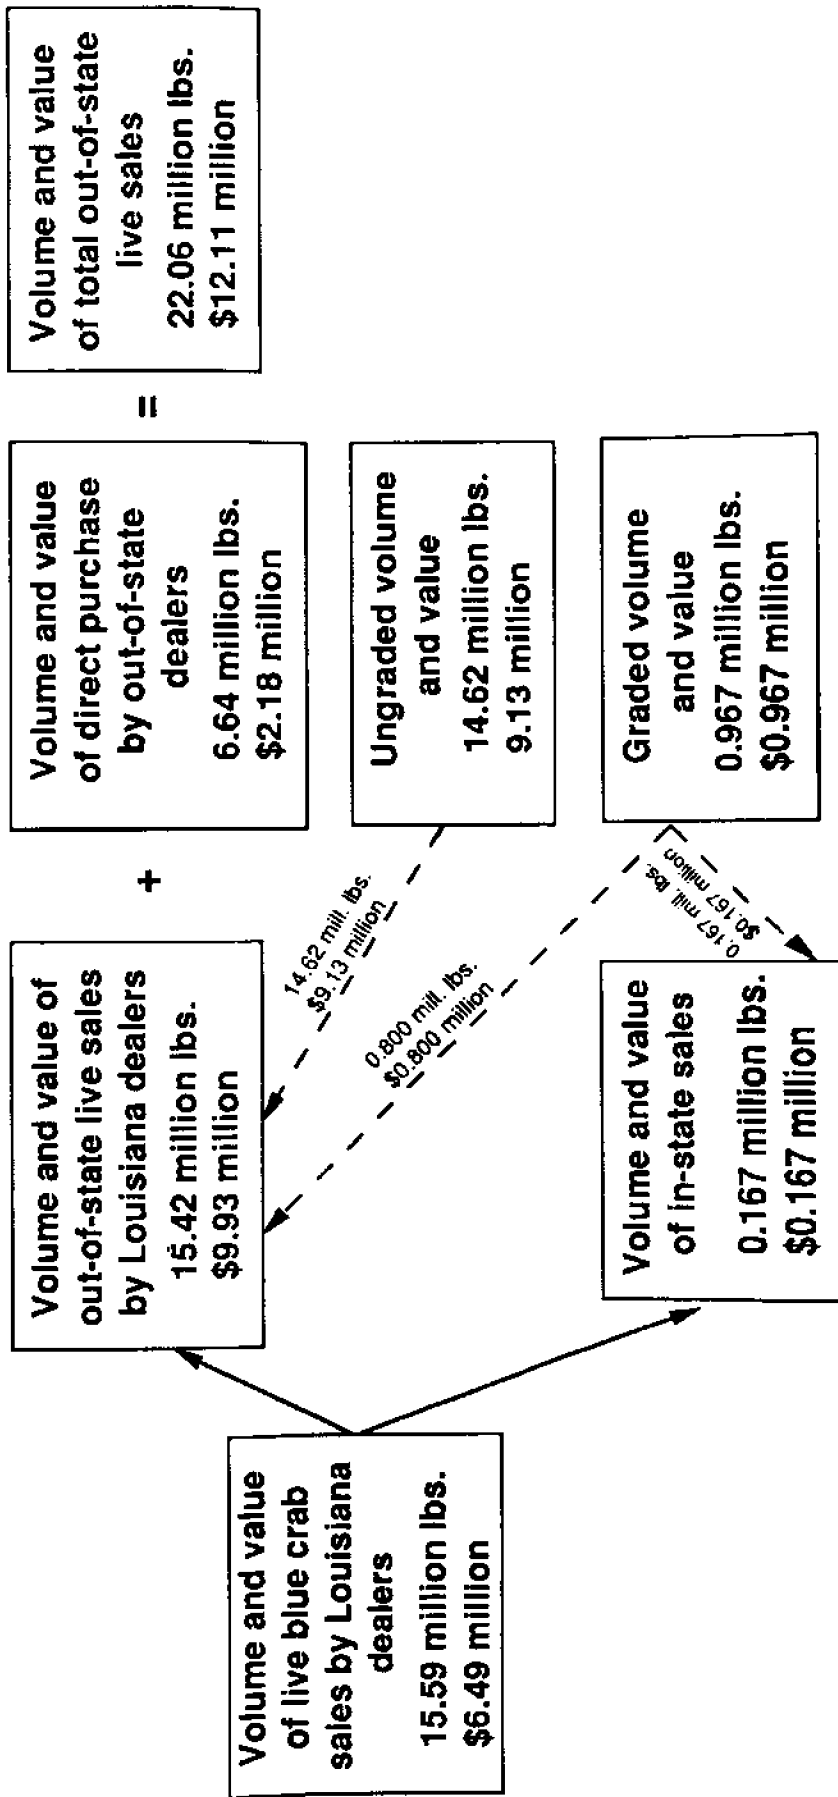 Volume and value
of live blue crab
sales by Louisiana
dealers
15.59 million lbs.
$6.49 million
Volume and value of
out-of-state live sales
by Louisiana dealers
15.42 million lbs.
$9.93 million
+
Volume and value
of direct purchase
by out-of-state
dealers
6.64 million lbs.
$2.18 million
=
Volume and value
of total out-of-state
live sales
22.06 million lbs.
$12.11 million
14.62 mill. lbs.
$9.13 million
Ungraded volume
and value
14.62 million lbs.
9.13 million
0.800 mill. lbs.
$0.800 million
0.167 mill. lbs.
$0.167 million
Graded volume
and value
0.967 million lbs.
$0.967 million
Volume and value
of in-state sales
0.167 million lbs.
$0.167 million